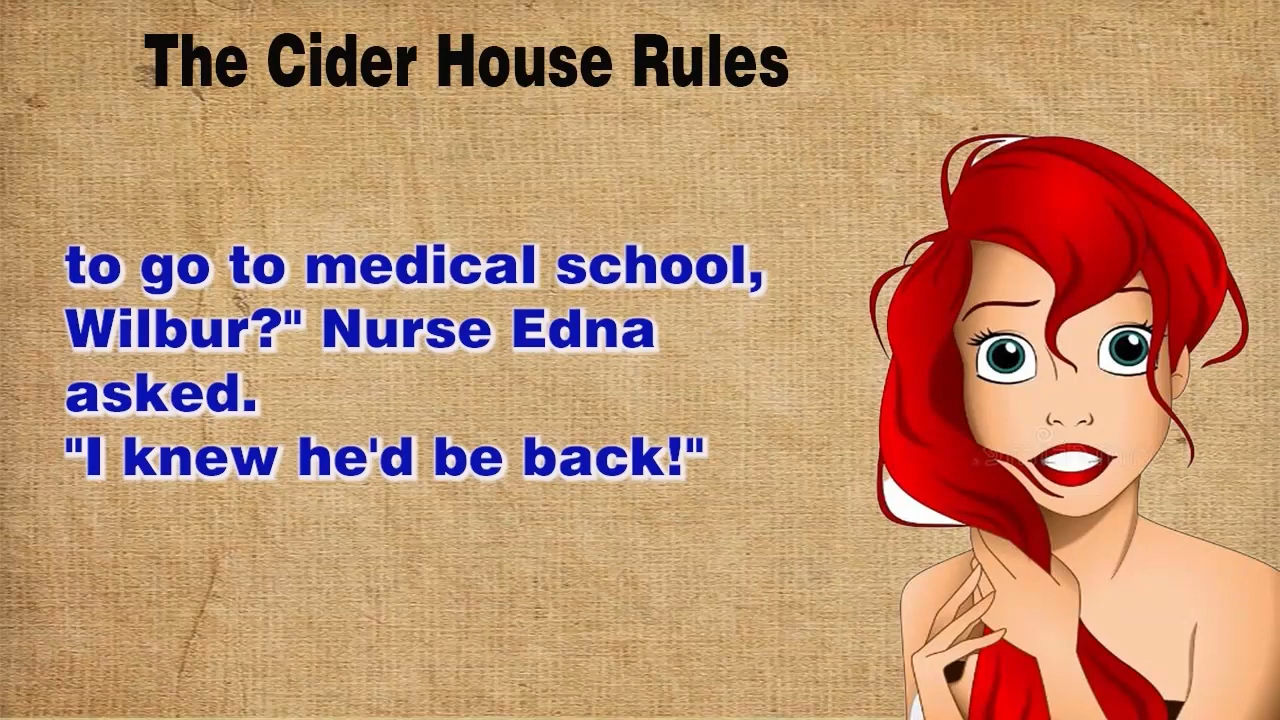 The Cider House Rules
to go to medical school,
Wilbur?" Nurse Edna
asked.
"I knew he'd be back!"